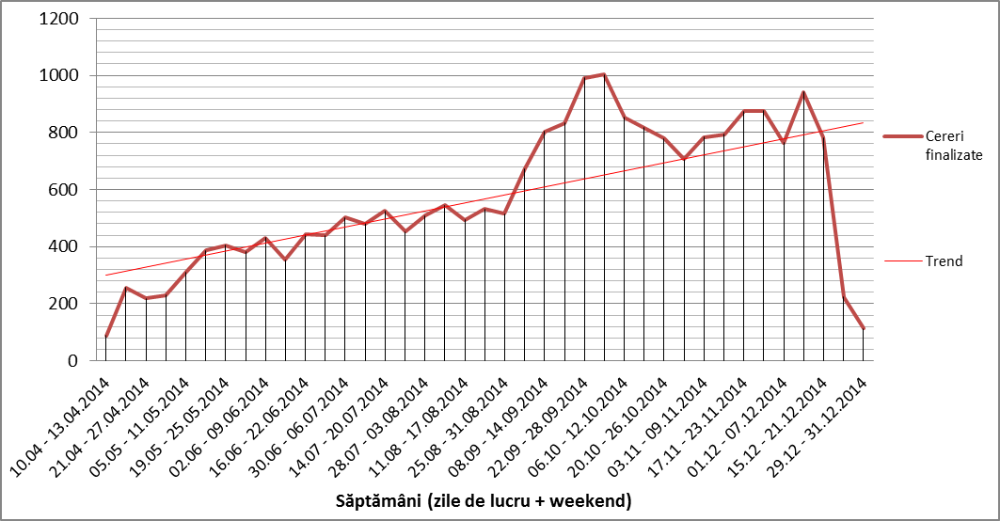 1200
1000
800
600
400
200
0
10.04 - 13.04.2014
21.04 - 27.04.2014
05.05 - 11.05.2014
19.05 - 25.05.2014
02.06 - 09.06.2014
16.06 - 22.06.2014
30.06 - 06.07.2014
14.07 - 20.07.2014
28.07 - 03.08.2014
11.08 - 17.08.2014
25.08 - 31.08.2014
08.09 - 14.09.2014
22.09 - 28.09.2014
06.10 - 12.10.2014
20.10 - 26.10.2014
03.11 - 09.11.2014
17.11 - 23.11.2014
01.12 - 07.12.2014
15.12 - 21.12.2014
29.12 - 31.12.2014
Săptămâni (zile de lucru + weekend)
Cereri
finalizate
Trend